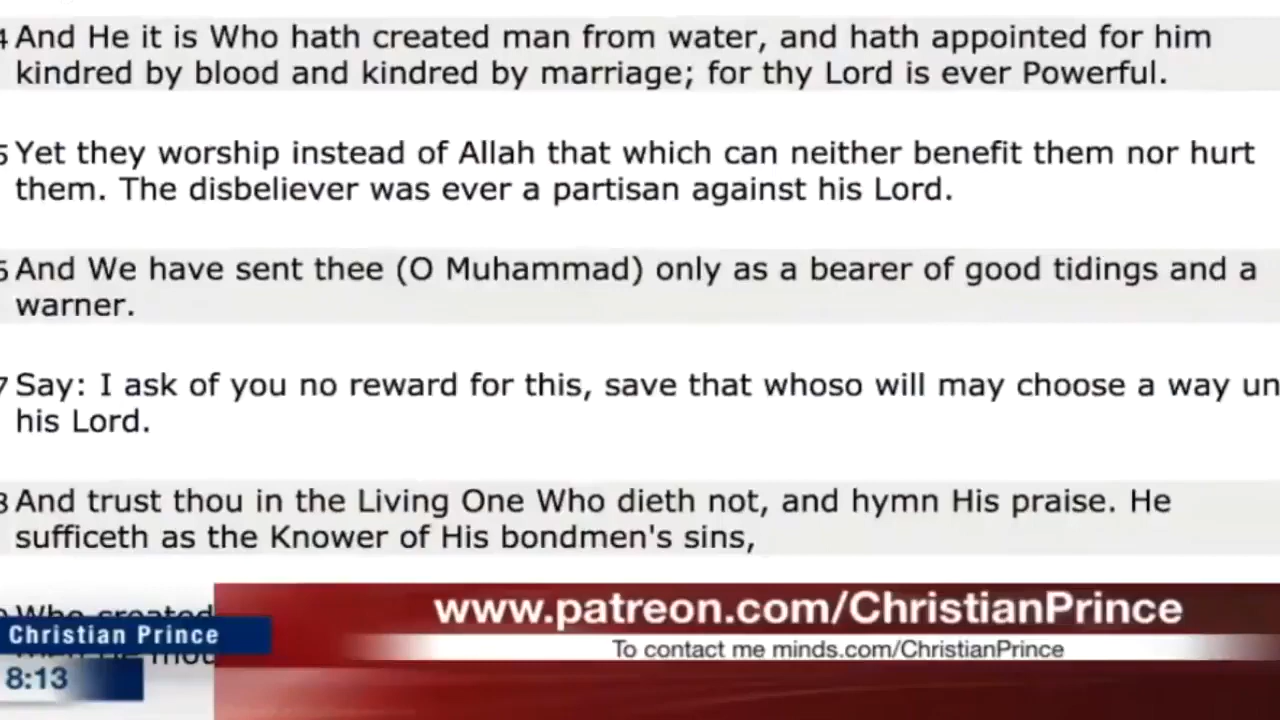 4 And He it is Who hath created man from water, and hath appointed for him
kindred by blood and kindred by marriage; for thy Lord is ever Powerful.
5 Yet they worship instead of Allah that which can neither benefit them nor hurt
them. The disbeliever was ever a partisan against his Lord.
6 And We have sent thee (O Muhammad) only as a bearer of good tidings and a
warner.
7 Say: I ask of you no reward for this, save that whoso will may choose a way un
his Lord.
8 And trust thou in the Living One Who dieth not, and hymn His praise. He
sufficeth as the Knower of His bondmen's sins,
Who created
www.patreon.com/ChristianPrince
Christian Prince
To contact me minds.com/ChristianPrince
8:13